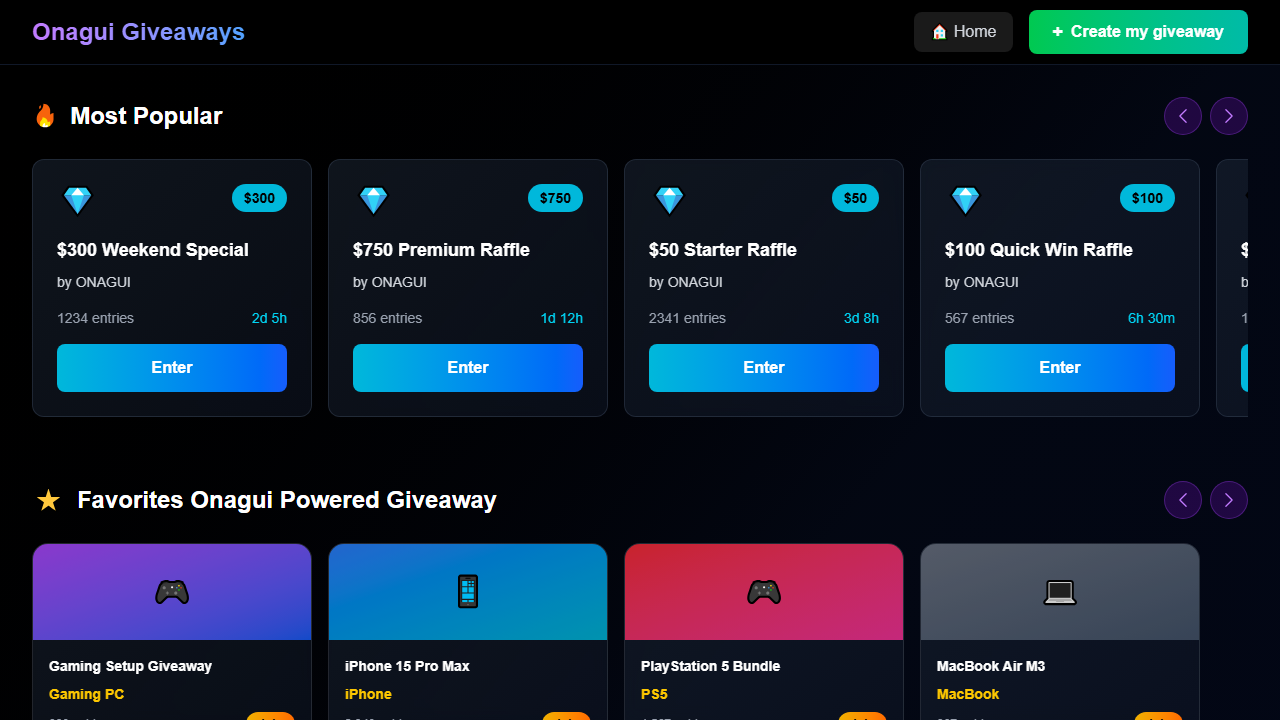 Onagui Giveaways
Home
+ Create my giveaway
Most Popular
$300
$750
$50
$100
$300 Weekend Special
$750 Premium Raffle
$50 Starter Raffle
$100 Quick Win Raffle
by ONAGUI
by ONAGUI
by ONAGUI
by ONAGUI
1234 entries
2d 5h
856 entries
1d 12h
2341 entries
3d 8h
567 entries
6h 30m
Enter
Enter
Enter
Enter
Favorites Onagui Powered Giveaway
Gaming Setup Giveaway
iPhone 15 Pro Max
PlayStation 5 Bundle
MacBook Air M3
Gaming PC
iPhone
PS5
MacBook